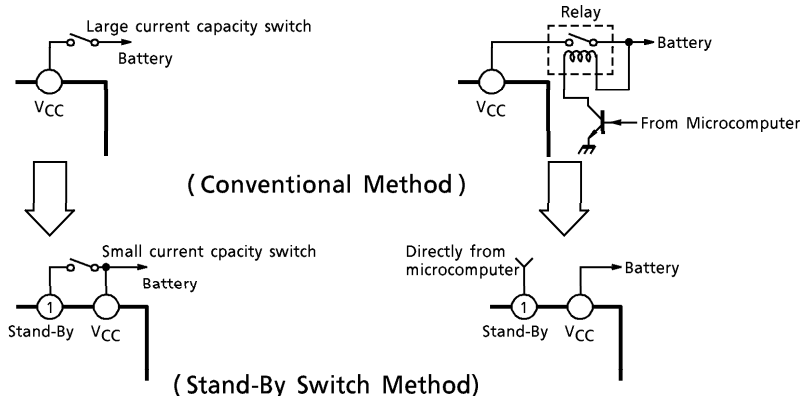 Large current capacity switch
Battery
VCC
Relay
Battery
VCC
From Microcomputer
(Conventional Method)
Small current cpacity switch
Battery
1
Stand-By VCC
Directly from
microcomputer
Battery
1
Stand-By VCC
(Stand-By Switch Method)